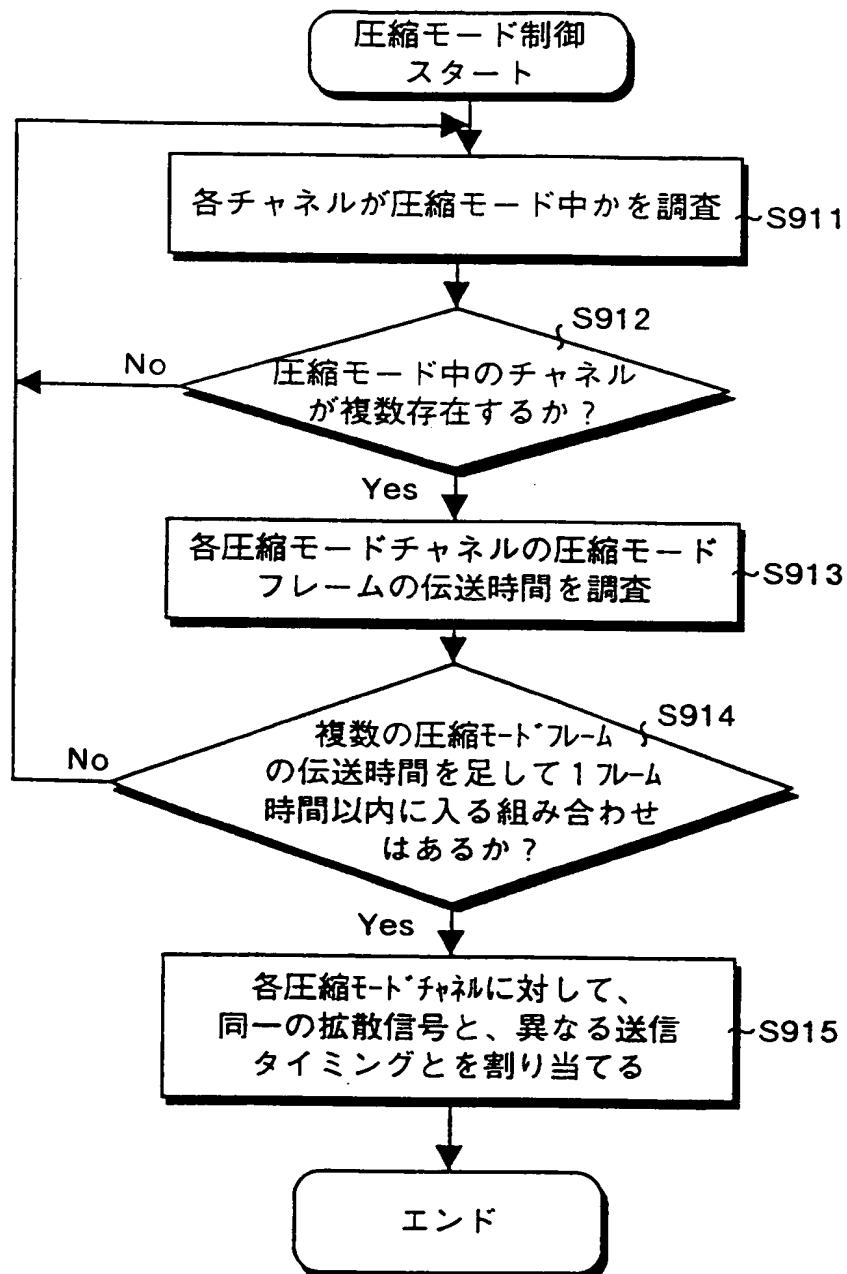 圧縮モード制御
スタート
各チャネルが圧縮モード中かを調査
~S911
S912
No
圧縮モード中のチャネル
が複数存在するか？
Yes
各圧縮モードチャネルの圧縮モード
フレームの伝送時間を調査
~S913
S914
No
複数の圧縮ﾓｰﾄﾞﾌﾚｰﾑ
の伝送時間を足して１ﾌﾚｰﾑ
時間以内に入る組み合わせ
はあるか？
Yes
各圧縮ﾓｰﾄﾞﾁｬﾈﾙに対して、
同一の拡散信号と、異なる送信
タイミングとを割り当てる
~S915
エンド